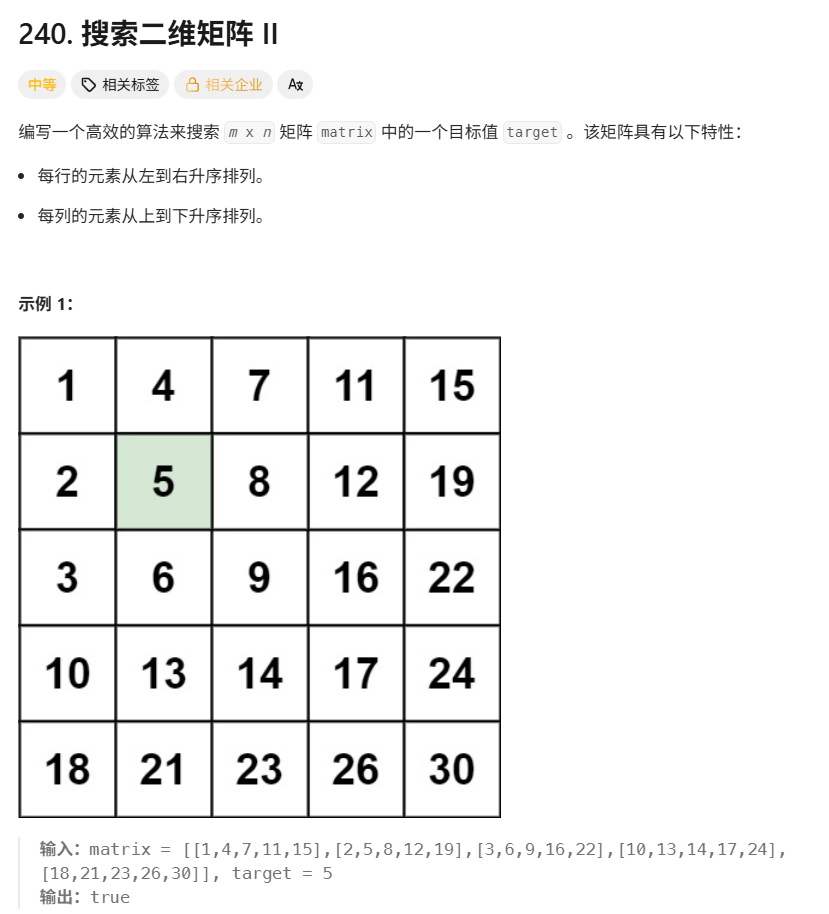 240. 搜索二维矩阵 II
中等 相关标签 相关企业 A文
编写一个高效的算法来搜索 m x n 矩阵 matrix 中的一个目标值 target 。该矩阵具有以下特性：
• 每行的元素从左到右升序排列。
• 每列的元素从上到下升序排列。
示例 1：
1 4 7 11 15
2 5 8 12 19
3 6 9 16 22
10 13 14 17 24
18 21 23 26 30
输入：matrix = [[1,4,7,11,15],[2,5,8,12,19],[3,6,9,16,22],[10,13,14,17,24],
[18,21,23,26,30]], target = 5
输出：true